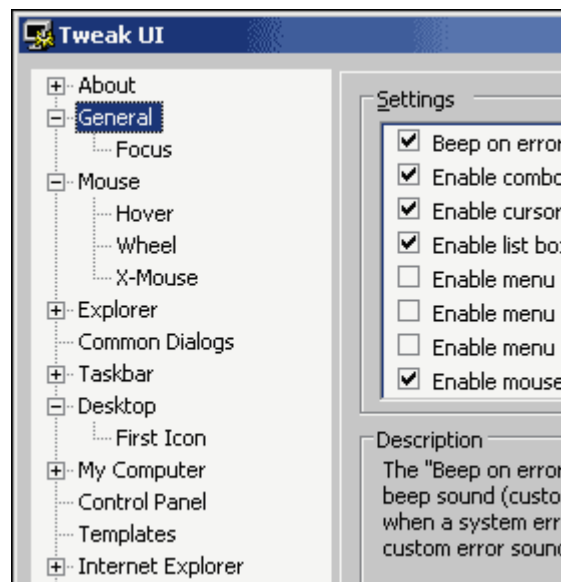 Tweak UI
About
General
Focus
Mouse
Hover
Wheel
X-Mouse
Explorer
Common Dialogs
Taskbar
Desktop
First Icon
My Computer
Control Panel
Templates
Internet Explorer
Settings
Beep on error
Enable combo
Enable cursor
Enable list bo
Enable menu
Enable menu
Enable menu
Enable mouse
Description
The "Beep on error
beep sound (custo
when a system err
custom error sound